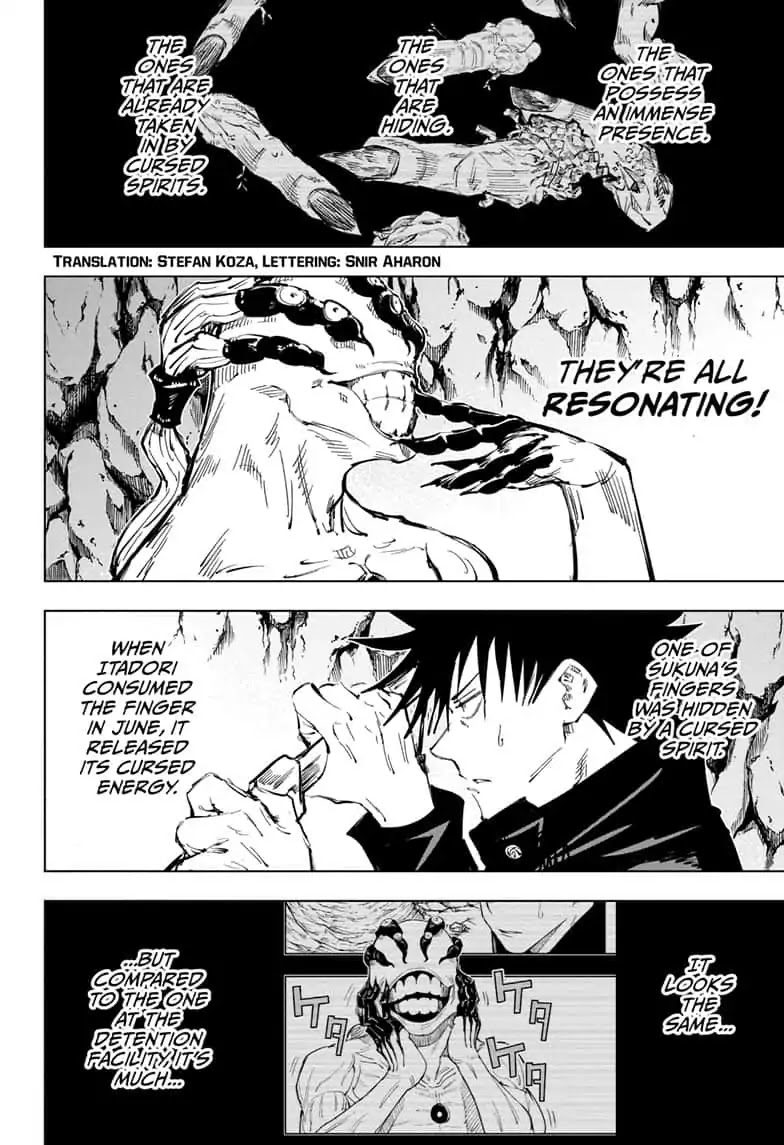 THE
ONES THAT
POSSESS
AN IMMENSE
PRESENCE.
THE
ONES
THAT
ARE
HIDING.
THE
ONES
THAT ARE
ALREADY
TAKEN
IN BY
CURSED
SPIRITS.
TRANSLATION: STEFAN KOZA, LETTERING: SNIR AHARON
THEY'RE ALL
RESONATING!
ONE OF
SUKUNA'S
FINGERS
WAS HIDDEN
BY A CURSED
SPIRIT.
WHEN
ITADORI
CONSUMED
THE FINGER
IN JUNE, IT
RELEASED
ITS CURSED
ENERGY.
IT
LOOKS
THE
SAME...
ケタ
ケタ
ケタ
ケタ
...BUT
COMPARED
TO THE ONE
AT THE
DETENTION
FACILITY IT'S
MUCH...